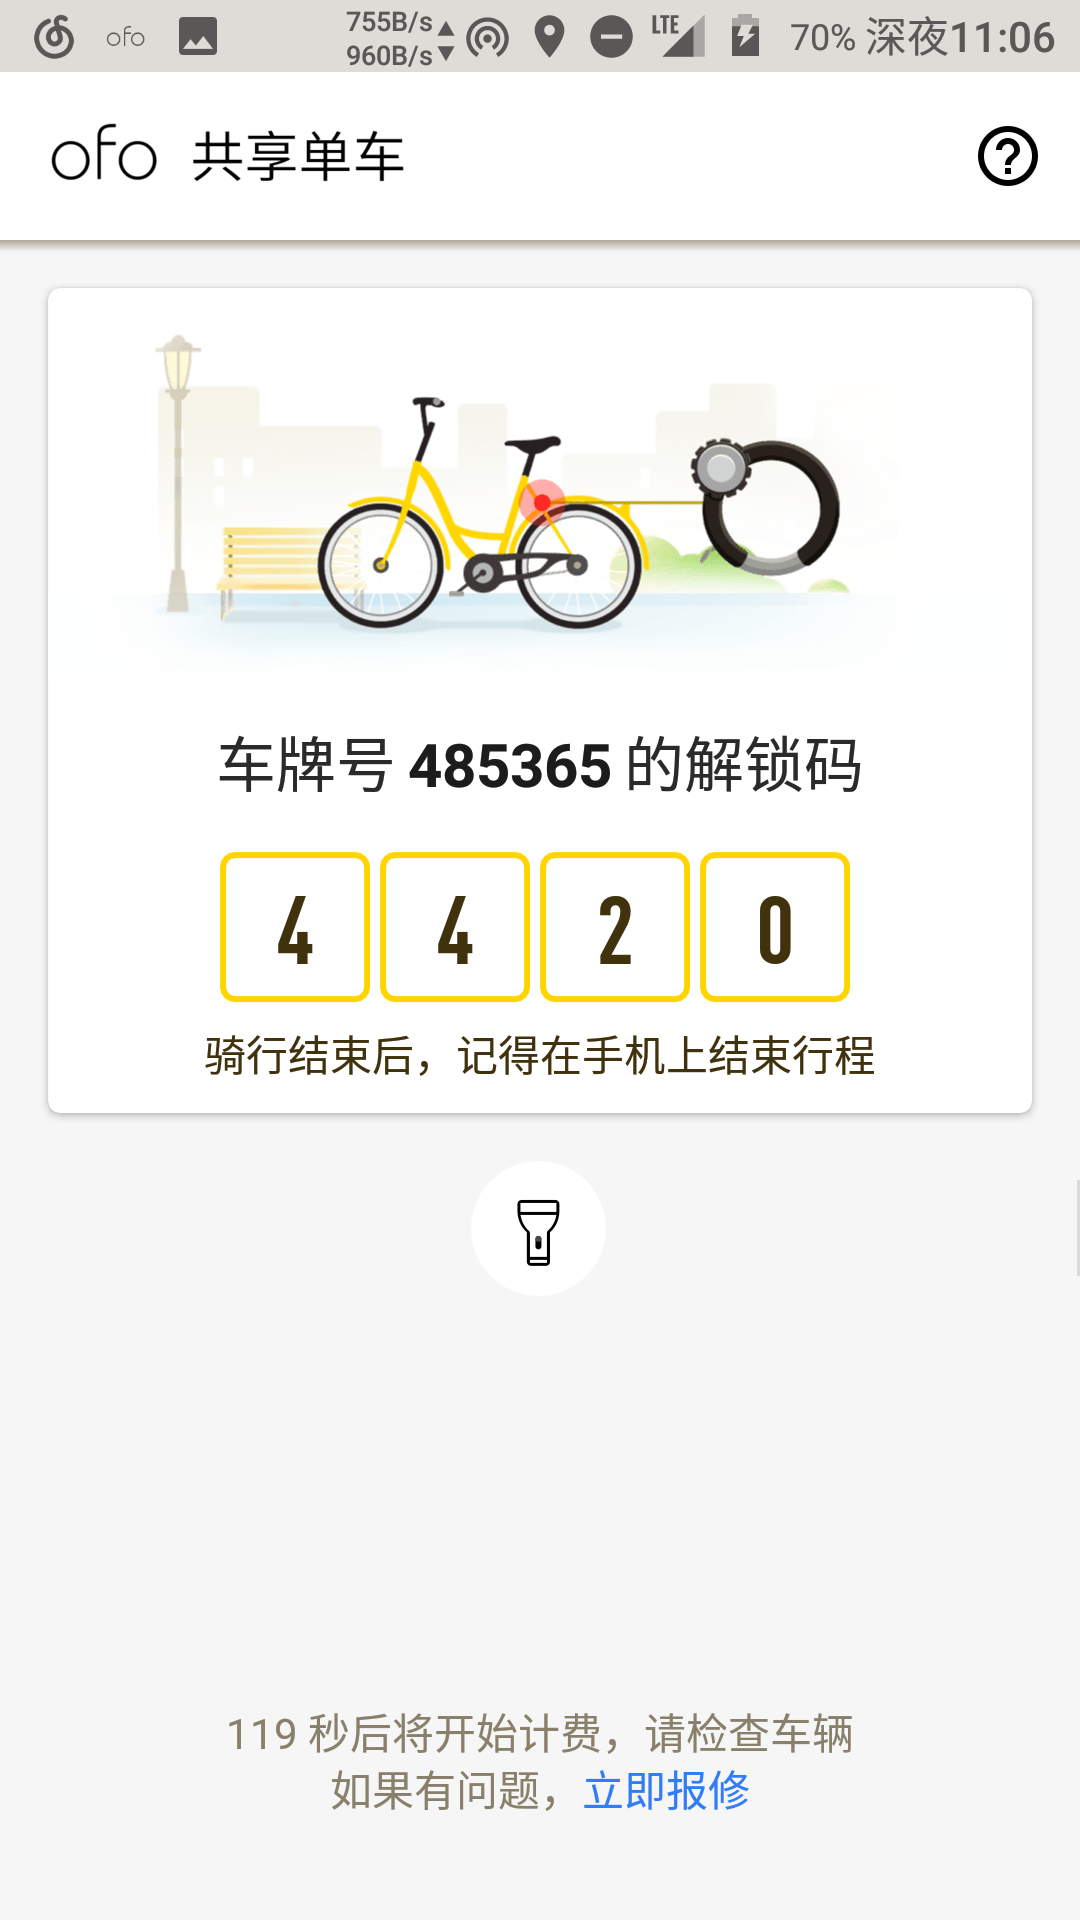 ofo
755B/s
960B/s
LTE
70% 深夜11:06
ofo 共享单车
车牌号 485365 的解锁码
4 4 2 0
骑行结束后，记得在手机上结束行程
119 秒后将开始计费，请检查车辆
如果有问题，立即报修